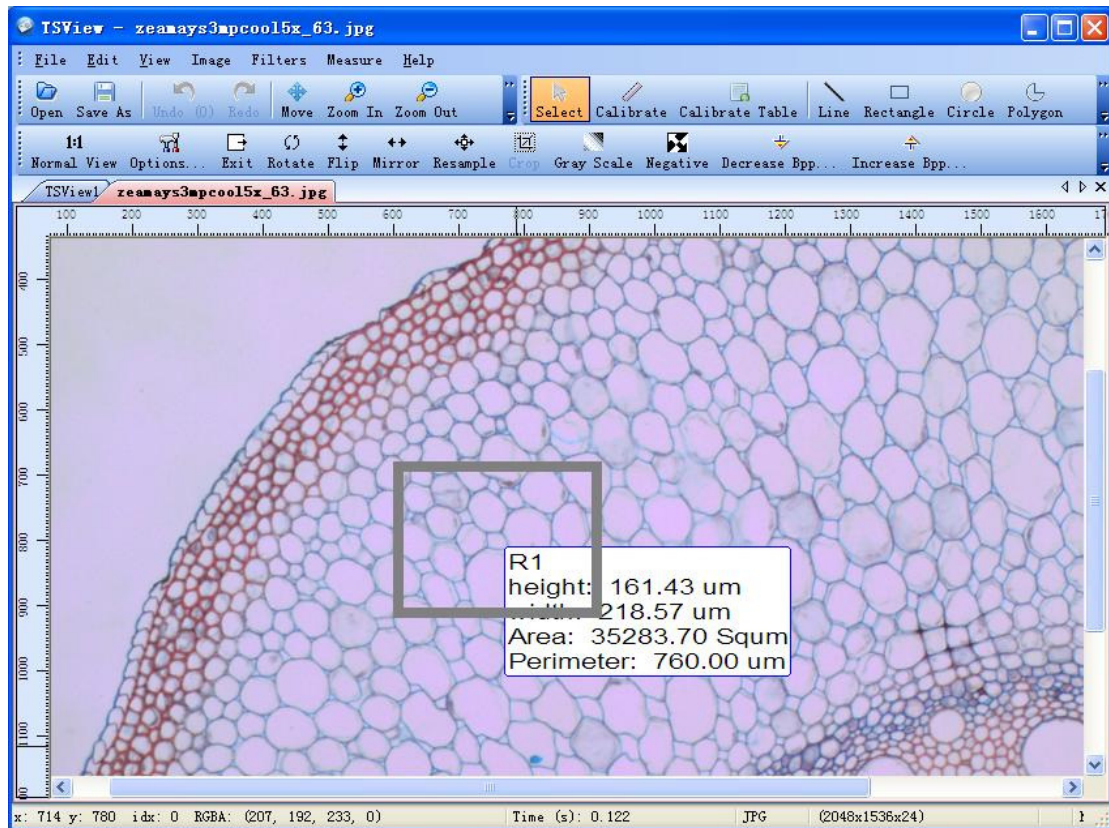 TSView - zeamays3mpcool5x_63.jpg
File Edit View Image Filters Measure Help
Open Save As Undo (0) Redo Move Zoom In Zoom Out Select Calibrate Calibrate Table Line Rectangle Circle Polygon
1:1
Normal View Options... Exit Rotate Flip Mirror Resample Crop Gray Scale Negative Decrease Bpp... Increase Bpp...
TSView1 zeamays3mpcool5x_63.jpg
100 200 300 400 500 600 700 800 900 1000 1100 1200 1300 1400 1500 1600 17
400
500
600
700
800
900
1000
1100
R1
height: 161.43 um
width: 218.57 um
Area: 35283.70 Squm
Perimeter: 760.00 um
x: 714 y: 780 idx: 0 RGBA: (207, 192, 233, 0) Time (s): 0.122 JPG (2048x1536x24)